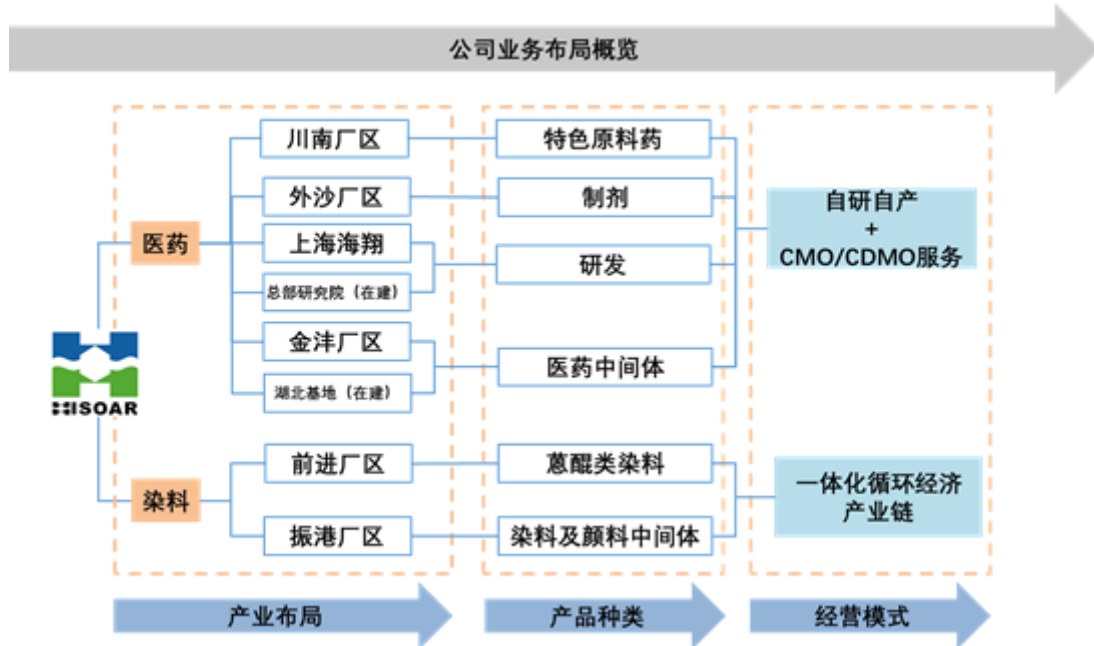 公司业务布局概览
川南厂区
特色原料药
外沙厂区
制剂
自研自产
+
CMO/CDMO服务
医药
上海海翔
研发
总部研究院（在建）
金沣厂区
医药中间体
湖北基地（在建）
HISOAR
前进厂区
蒽醌类染料
一体化循环经济
产业链
染料
振港厂区
染料及颜料中间体
产业布局
产品种类
经营模式